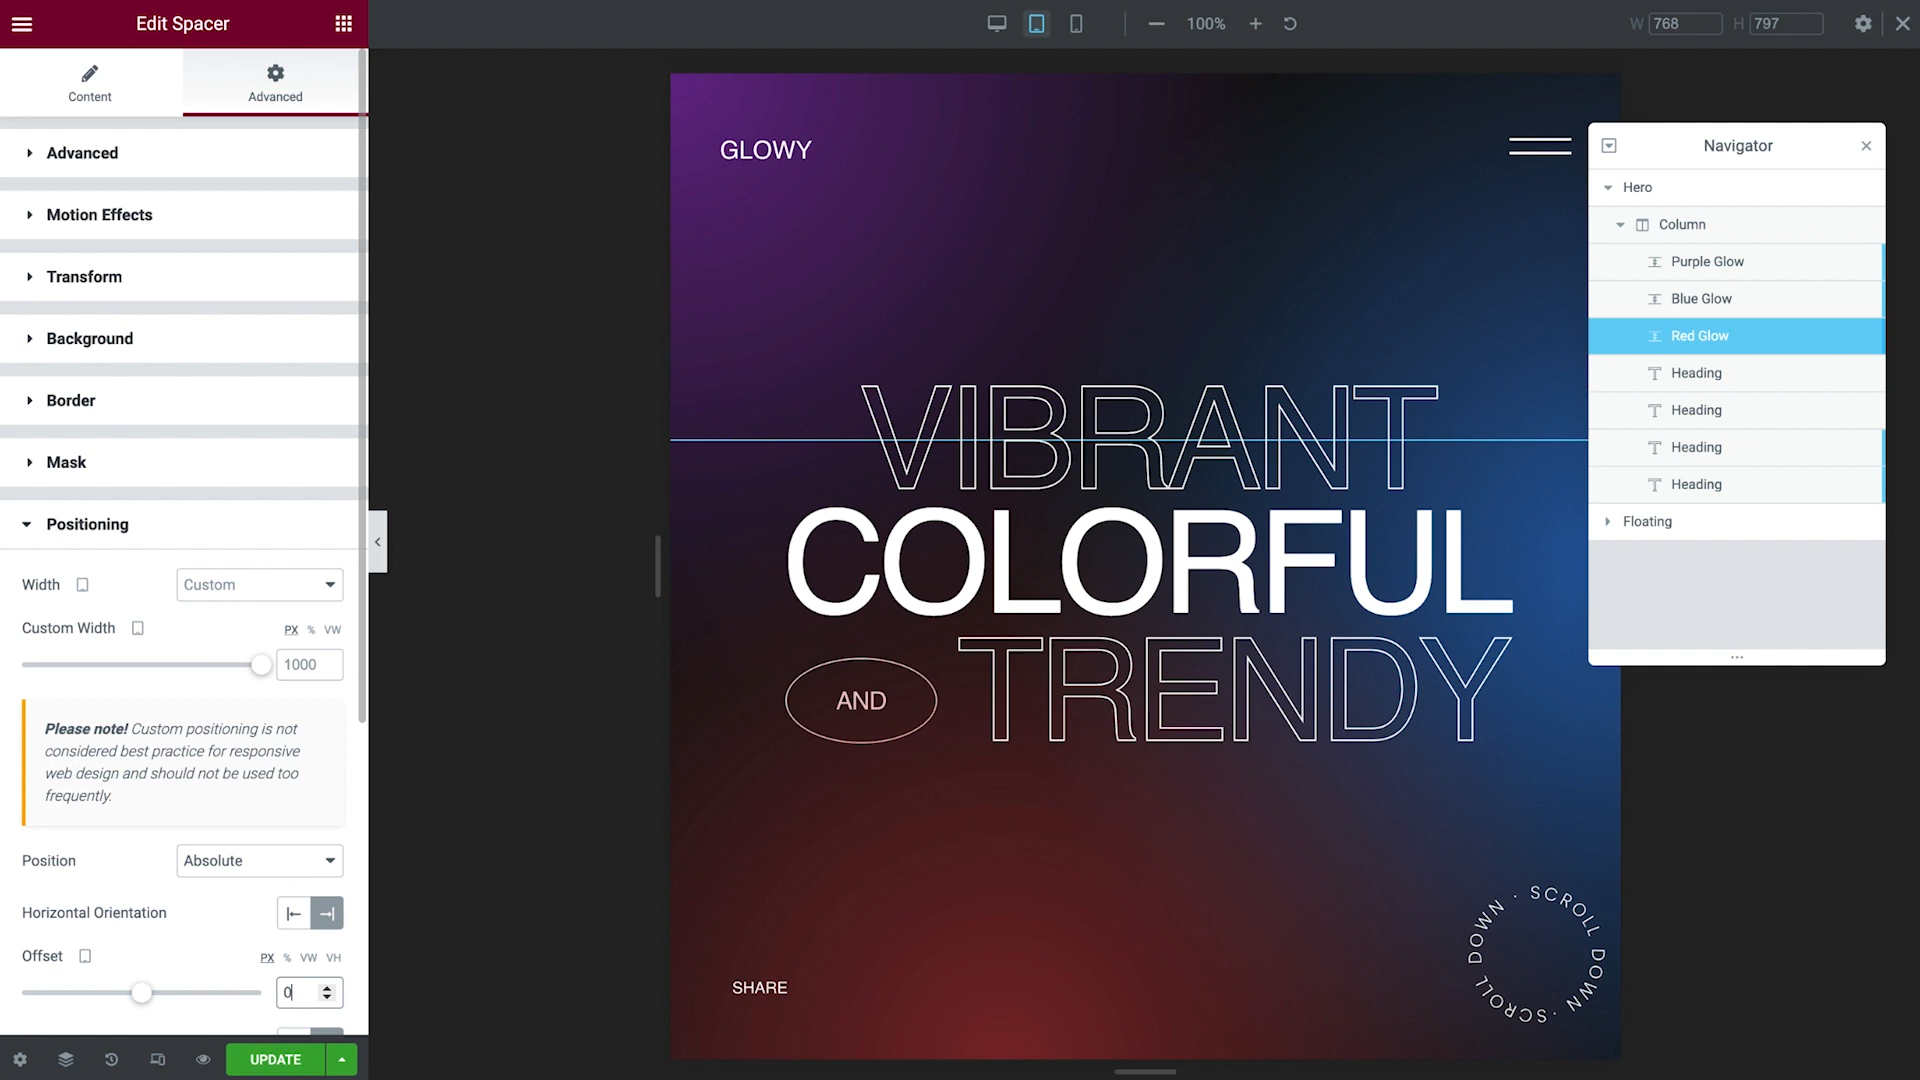 Edit Spacer
100%
W 768 H 797
Content
Advanced
Advanced
Motion Effects
Transform
Background
Border
Mask
Positioning
Width
Custom
Custom Width
PX % VW
1000
Please note! Custom positioning is not
considered best practice for responsive
web design and should not be used too
frequently.
Position
Absolute
Horizontal Orientation
Offset
PX % VW VH
0
UPDATE
GLOWY
VIBRANT
COLORFUL
AND
TRENDY
SHARE
SCROLL DOWN · SCROLL DOWN ·
Navigator
Hero
Column
Purple Glow
Blue Glow
Red Glow
Heading
Heading
Heading
Heading
Floating